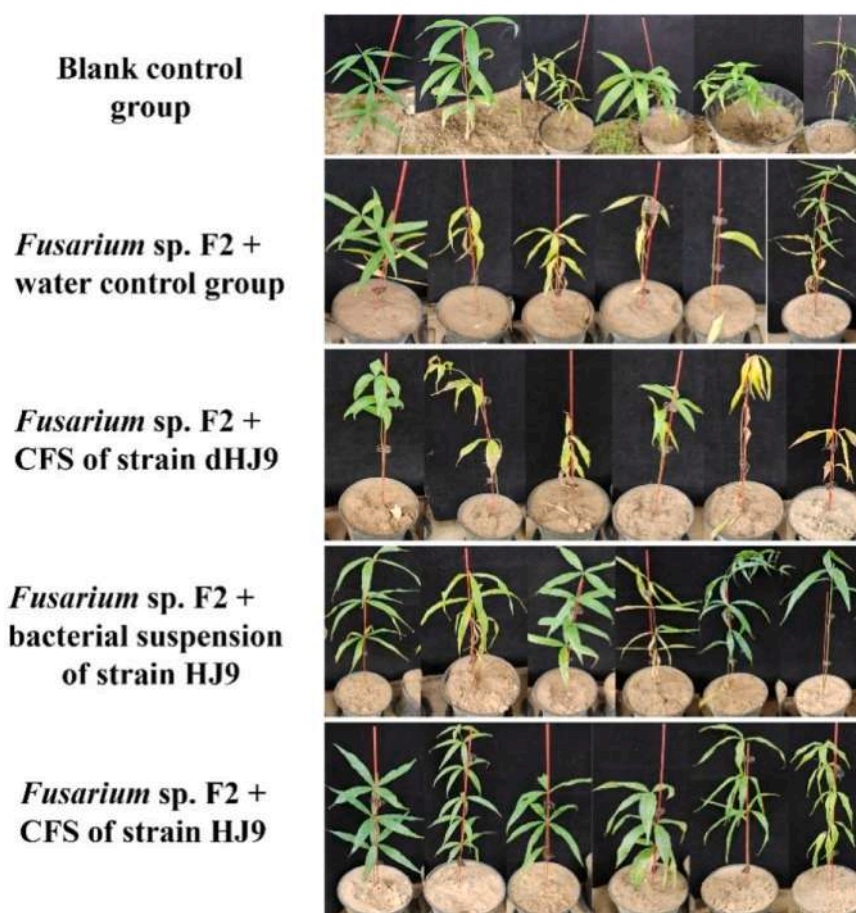 Blank control
group
Fusarium sp. F2 +
water control group
Fusarium sp. F2 +
CFS of strain dHJ9
Fusarium sp. F2 +
bacterial suspension
of strain HJ9
Fusarium sp. F2 +
CFS of strain HJ9